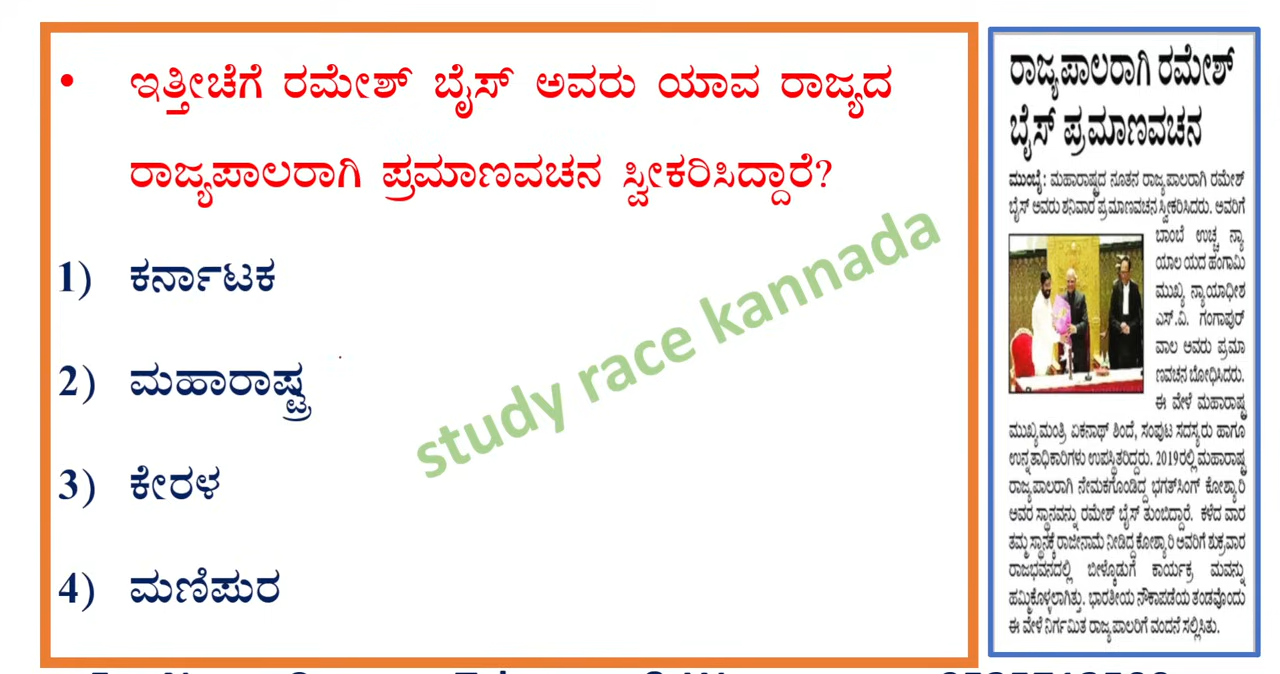 • ಇತ್ತೀಚೆಗೆ ರಮೇಶ್ ಬೈಸ್ ಅವರು ಯಾವ ರಾಜ್ಯದ
ರಾಜ್ಯಪಾಲರಾಗಿ ಪ್ರಮಾಣವಚನ ಸ್ವೀಕರಿಸಿದ್ದಾರೆ?
1) ಕರ್ನಾಟಕ
2) ಮಹಾರಾಷ್ಟ್ರ
3) ಕೇರಳ
4) ಮಣಿಪುರ
study race kannada
ರಾಜ್ಯಪಾಲರಾಗಿ ರಮೇಶ್
ಬೈಸ್ ಪ್ರಮಾಣವಚನ
ಮುಂಬೈ: ಮಹಾರಾಷ್ಟ್ರದ ನೂತನ ರಾಜ್ಯಪಾಲರಾಗಿ ರಮೇಶ್
ಬೈಸ್ ಅವರು ಶನಿವಾರ ಪ್ರಮಾಣವಚನ ಸ್ವೀಕರಿಸಿದರು. ಅವರಿಗೆ
ಬಾಂಬೆ ಉಚ್ಚ ನ್ಯಾ
ಯಾಲ ಯದ ಹಂಗಾಮಿ
ಮುಖ್ಯ ನ್ಯಾಯಾಧೀಶ
ಎಸ್.ವಿ. ಗಂಗಾಪುರ್
ವಾಲ ಅವರು ಪ್ರಮಾ
ಣವಚನ ಬೋಧಿಸಿದರು.
ಈ ವೇಳೆ ಮಹಾರಾಷ್ಟ್ರ
ಮುಖ್ಯಮಂತ್ರಿ ಏಕನಾಥ್ ಶಿಂದೆ, ಸಂಪುಟ ಸದಸ್ಯರು ಹಾಗೂ
ಉನ್ನತಾಧಿಕಾರಿಗಳು ಉಪಸ್ಥಿತರಿದ್ದರು. 2019ರಲ್ಲಿ ಮಹಾರಾಷ್ಟ್ರ
ರಾಜ್ಯಪಾಲರಾಗಿ ನೇಮಕಗೊಂಡಿದ್ದ ಭಗತ್‌ಸಿಂಗ್ ಕೋಶ್ಯಾರಿ
ಅವರ ಸ್ಥಾನವನ್ನು ರಮೇಶ್ ಬೈಸ್ ತುಂಬಿದ್ದಾರೆ. ಕಳೆದ ವಾರ
ತಮ್ಮ ಸ್ಥಾನಕ್ಕೆ ರಾಜೀನಾಮೆ ನೀಡಿದ್ದ ಕೋಶ್ಯಾರಿ ಅವರಿಗೆ ಶುಕ್ರವಾರ
ರಾಜಭವನದಲ್ಲಿ ಬೀಳ್ಕೊಡುಗೆ ಕಾರ್ಯಕ್ರ ಮವನ್ನು
ಹಮ್ಮಿಕೊಳ್ಳಲಾಗಿತ್ತು. ಭಾರತೀಯ ನೌಕಾಪಡೆಯ ತಂಡವೊಂದು
ಈ ವೇಳೆ ನಿರ್ಗಮಿತ ರಾಜ್ಯಪಾಲರಿಗೆ ವಂದನೆ ಸಲ್ಲಿಸಿತು.